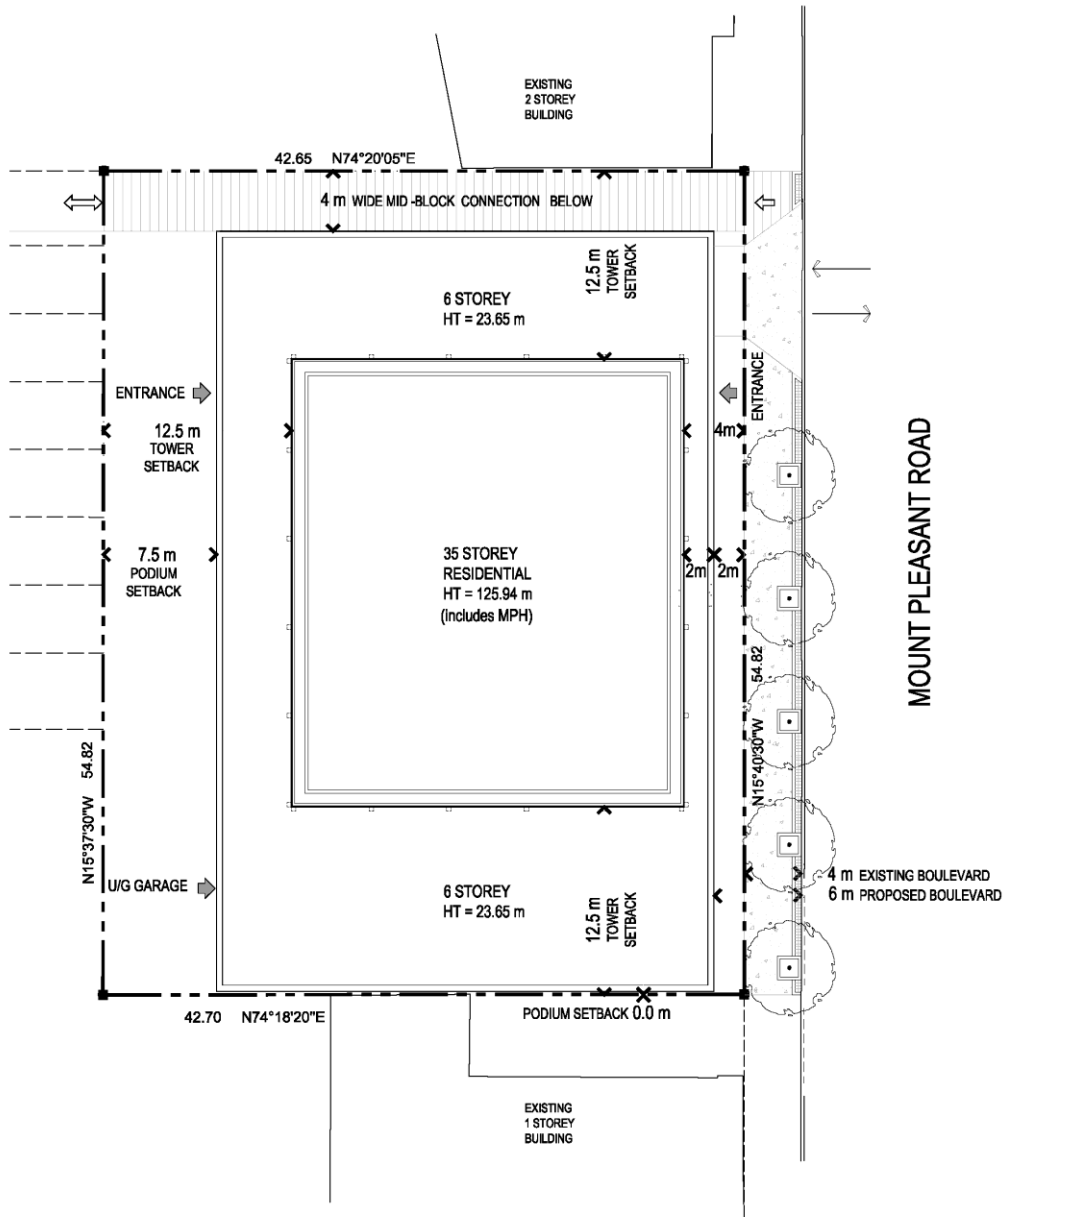 EXISTING
2 STOREY
BUILDING
42.65 N74°20'05"E
4 m WIDE MID -BLOCK CONNECTION BELOW
12.5 m
TOWER
SETBACK
6 STOREY
HT = 23.65 m
ENTRANCE
ENTRANCE
12.5 m
TOWER
SETBACK
4m
MOUNT PLEASANT ROAD
7.5 m
PODIUM
SETBACK
35 STOREY
RESIDENTIAL
HT = 125.94 m
(includes MPH)
2m
2m
N15°40'30"W 54.82
N15°37'30"W 54.82
U/G GARAGE
6 STOREY
HT = 23.65 m
12.5 m
TOWER
SETBACK
4 m EXISTING BOULEVARD
6 m PROPOSED BOULEVARD
42.70 N74°18'20"E
PODIUM SETBACK 0.0 m
EXISTING
1 STOREY
BUILDING